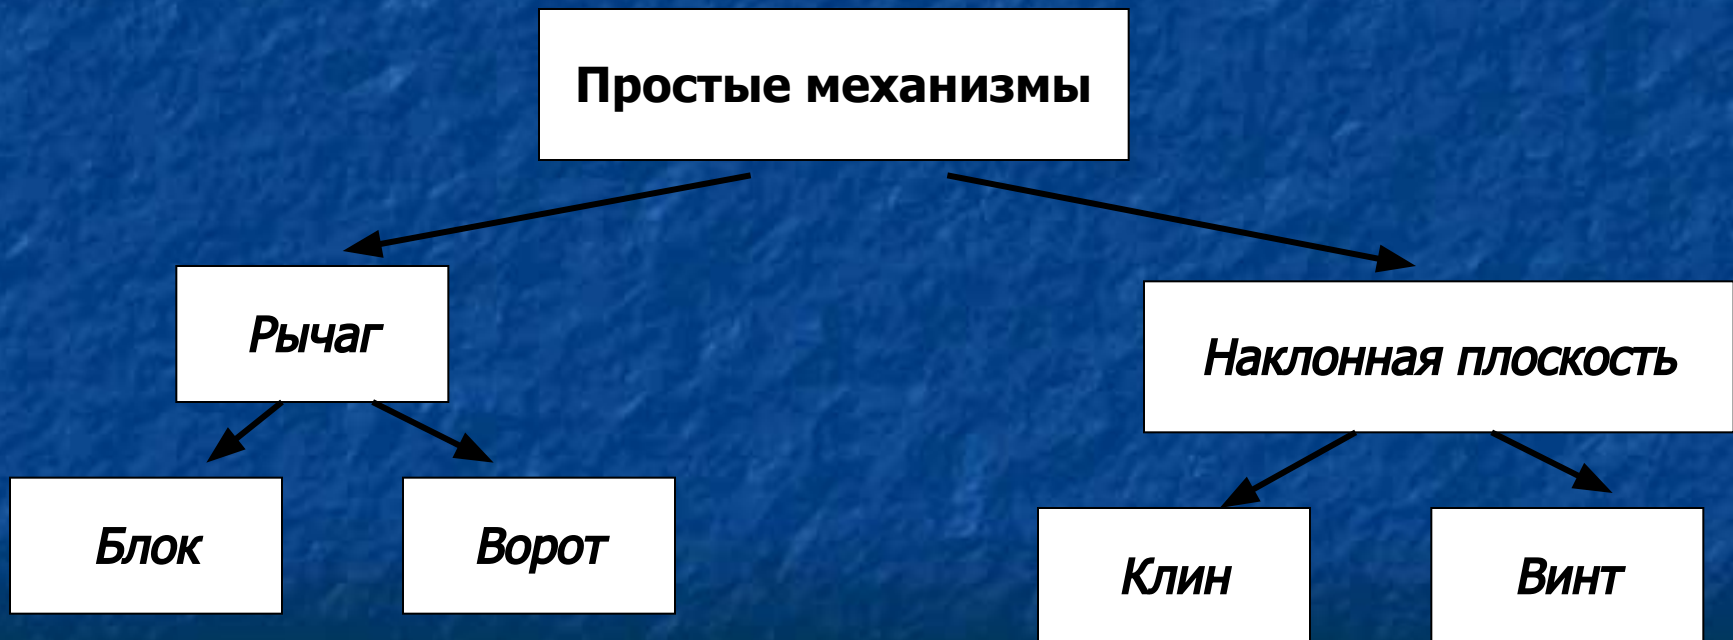 Простые механизмы
Рычаг
Наклонная плоскость
Блок
Ворот
Клин
Винт